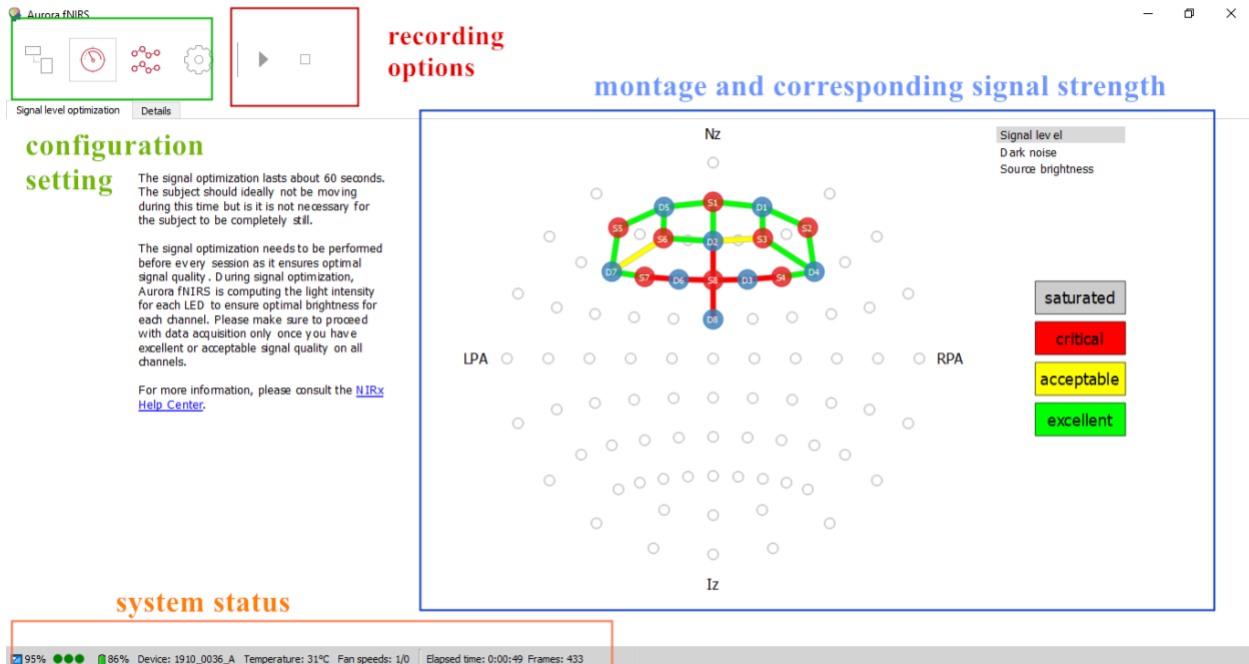 Aurora fNIRS
recording
options
montage and corresponding signal strength
Signal level optimization Details
configuration
setting
The signal optimization lasts about 60 seconds.
The subject should ideally not be moving
during this time but is it is not necessary for
the subject to be completely still.
The signal optimization needs to be performed
before every session as it ensures optimal
signal quality. During signal optimization,
Aurora fNIRS is computing the light intensity
for each LED to ensure optimal brightness for
each channel. Please make sure to proceed
with data acquisition only once you have
excellent or acceptable signal quality on all
channels.
For more information, please consult the NIRx
Help Center.
Nz
Signal level
Dark noise
Source brightness
D5 S1 D1
S5 S2
S6 D2 S3
D7 S7 D6 S8 D3 S4 D4
D8
LPA RPA
Iz
saturated
critical
acceptable
excellent
system status
95% 86% Device: 1910_0036_A Temperature: 31°C Fan speeds: 1/0 Elapsed time: 0:00:49 Frames: 433